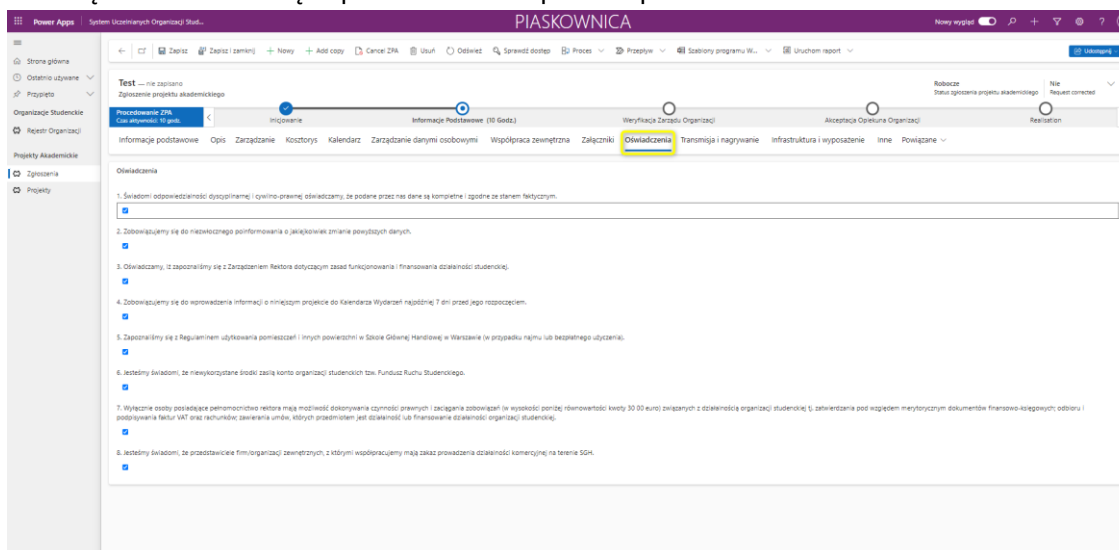 Power Apps System Uczelnianych Organizacji Stud... PIASKOWNICA Nowy wygląd
Zapisz Zapisz i zamknij Nowy Add copy Cancel ZPA Usuń Odśwież Sprawdź dostęp Proces Przepływ Szablony programu W... Uruchom raport Udostępnij
Strona główna
Ostatnio używane
Przypięto
Organizacje Studenckie
Rejestr Organizacji
Projekty Akademickie
Zgłoszenia
Projekty
Test — nie zapisano
Zgłoszenie projektu akademickiego
Robocze
Status zgłoszenia projektu akademickiego
Nie
Request corrected
Procedowanie ZPA
Czas aktywności: 10 godz.
Inicjowanie Informacje Podstawowe (10 Godz.) Weryfikacja Zarządu Organizacji Akceptacja Opiekuna Organizacji Realisation
Informacje podstawowe Opis Zarządzanie Kosztorys Kalendarz Zarządzanie danymi osobowymi Współpraca zewnętrzna Załączniki Oświadczenia Transmisja i nagrywanie Infrastruktura i wyposażenie Inne Powiązane
Oświadczenia
1. Świadomi odpowiedzialności dyscyplinarnej i cywilno-prawnej oświadczamy, że podane przez nas dane są kompletne i zgodne ze stanem faktycznym.
2. Zobowiązujemy się do niezwłocznego poinformowania o jakiejkolwiek zmianie powyższych danych.
3. Oświadczamy, iż zapoznaliśmy się z Zarządzeniem Rektora dotyczącym zasad funkcjonowania i finansowania działalności studenckiej.
4. Zobowiązujemy się do wprowadzenia informacji o niniejszym projekcie do Kalendarza Wydarzeń najpóźniej 7 dni przed jego rozpoczęciem.
5. Zapoznaliśmy się z Regulaminem użytkowania pomieszczeń i innych powierzchni w Szkole Głównej Handlowej w Warszawie (w przypadku najmu lub bezpłatnego użyczenia).
6. Jesteśmy świadomi, że niewykorzystane środki zasilą konto organizacji studenckich tzw. Fundusz Ruchu Studenckiego.
7. Wyłącznie osoby posiadające pełnomocnictwo rektora mają możliwość dokonywania czynności prawnych i zaciągania zobowiązań (w wysokości poniżej równowartości kwoty 30 00 euro) związanych z działalnością organizacji studenckiej tj. zatwierdzania pod względem merytorycznym dokumentów finansowo-księgowych; odbioru i
podpisywania faktur VAT oraz rachunków; zawierania umów, których przedmiotem jest działalność lub finansowanie działalności organizacji studenckiej.
8. Jesteśmy świadomi, że przedstawiciele firm/organizacji zewnętrznych, z którymi współpracujemy mają zakaz prowadzenia działalności komercyjnej na terenie SGH.